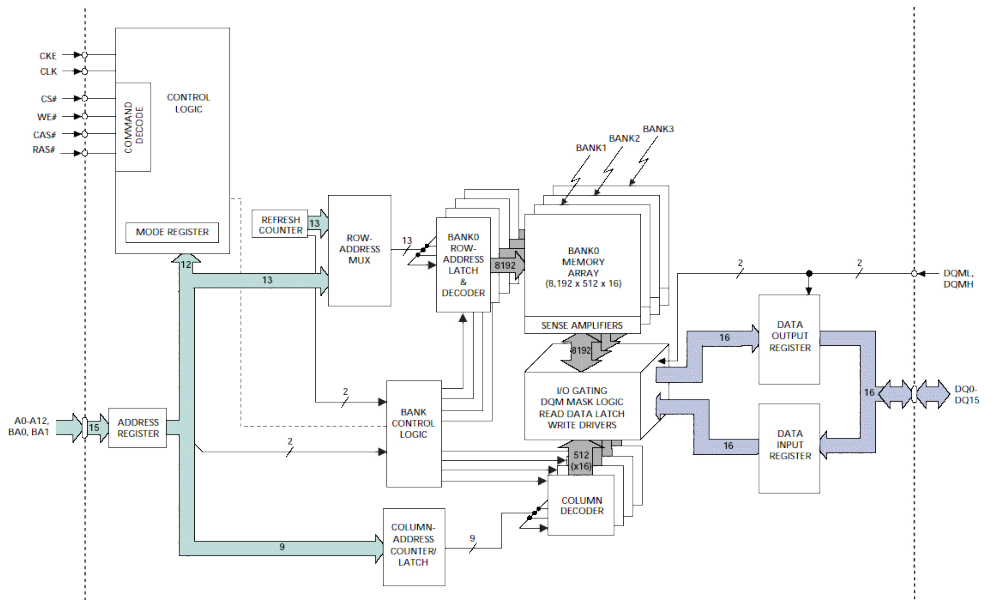 CKE
CLK
CS#
WE#
CAS#
RAS#
COMMAND
DECODE
CONTROL
LOGIC
MODE REGISTER
12
REFRESH
COUNTER
13
13
ROW-
ADDRESS
MUX
13
BANK0
ROW-
ADDRESS
LATCH
&
DECODER
8192
BANK1
BANK2
BANK3
BANK0
MEMORY
ARRAY
(8,192 x 512 x 16)
SENSE AMPLIFIERS
8192
I/O GATING
DQM MASK LOGIC
READ DATA LATCH
WRITE DRIVERS
512
(x16)
COLUMN
DECODER
2
2
DQML,
DQMH
16
DATA
OUTPUT
REGISTER
16
DQ0-
DQ15
16
DATA
INPUT
REGISTER
A0-A12,
BA0, BA1
15
ADDRESS
REGISTER
2
2
BANK
CONTROL
LOGIC
9
COLUMN-
ADDRESS
COUNTER/
LATCH
9